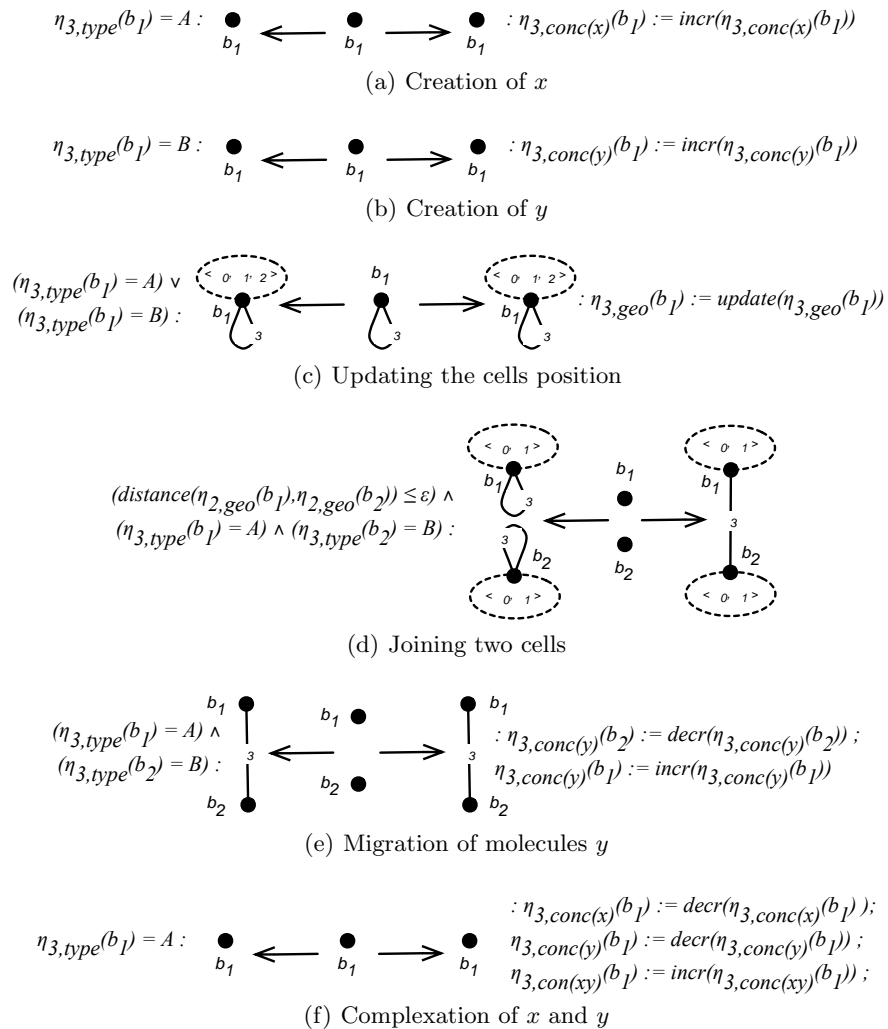 η3,type(b1) = A : b1 b1 b1 : η3,conc(x)(b1) := incr(η3,conc(x)(b1))
(a) Creation of x
η3,type(b1) = B : b1 b1 b1 : η3,conc(y)(b1) := incr(η3,conc(y)(b1))
(b) Creation of y
< 0, 1, 2 > < 0, 1, 2 >
(η3,type(b1) = A) ∨ b1
(η3,type(b1) = B) : b1 3 3 b1 3 : η3,geo(b1) := update(η3,geo(b1))
(c) Updating the cells position
< 0, 1 > < 0, 1 >
b1 b1 b1
(distance(η2,geo(b1),η2,geo(b2)) ≤ ε) ∧ 3
(η3,type(b1) = A) ∧ (η3,type(b2) = B) : 3 3
b2 b2 b2
< 0, 1 > < 0, 1 >
(d) Joining two cells
b1 b1 b1
(η3,type(b1) = A) ∧ 3 3 : η3,conc(y)(b2) := decr(η3,conc(y)(b2)) ;
(η3,type(b2) = B) : b2 η3,conc(y)(b1) := incr(η3,conc(y)(b1))
b2 b2
(e) Migration of molecules y
: η3,conc(x)(b1) := decr(η3,conc(x)(b1) );
η3,type(b1) = A : b1 b1 b1 η3,conc(y)(b1) := decr(η3,conc(y)(b1)) ;
η3,con(xy)(b1) := incr(η3,conc(xy)(b1)) ;
(f) Complexation of x and y